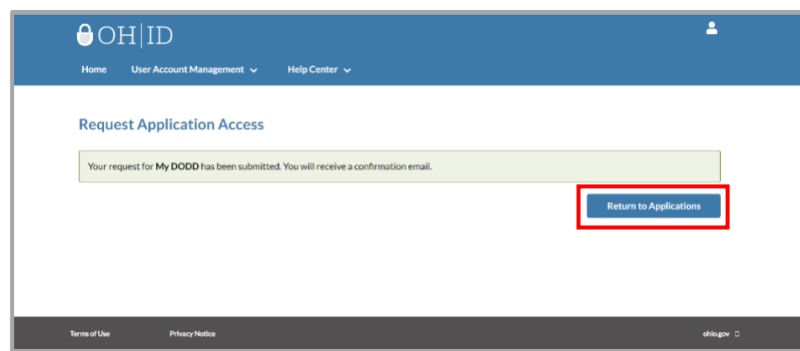 OH|ID
Home User Account Management Help Center
Request Application Access
Your request for My DODD has been submitted. You will receive a confirmation email.
Return to Applications
Terms of Use Privacy Notice ohio.gov